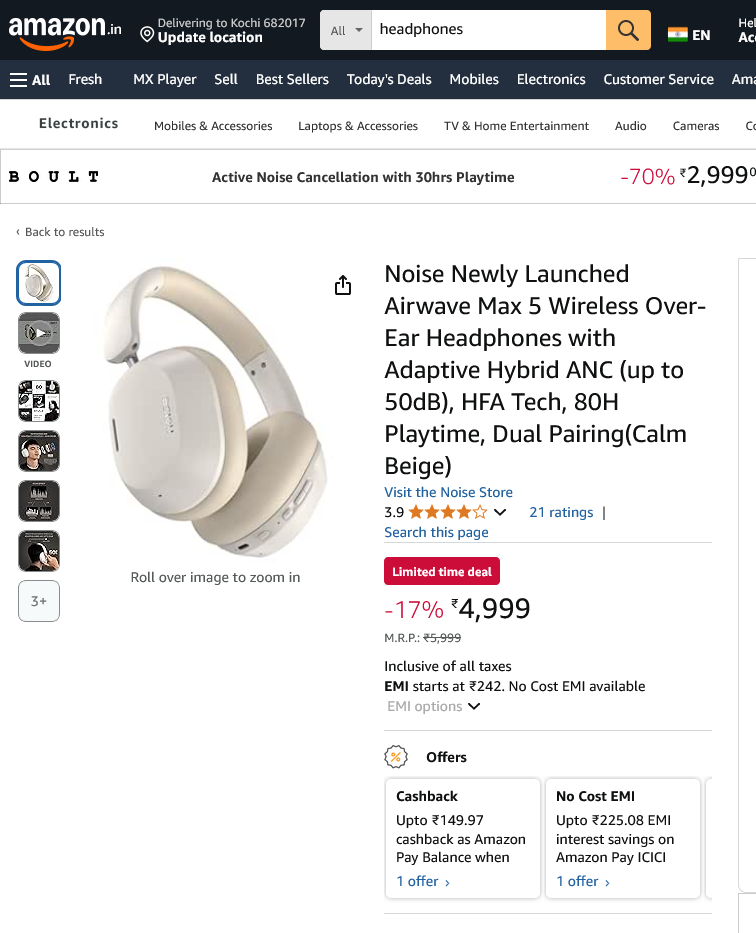 amazon.in
Delivering to Kochi 682017
Update location
All
headphones
EN
All
Fresh
MX Player
Sell
Best Sellers
Today's Deals
Mobiles
Electronics
Customer Service
Electronics
Mobiles & Accessories
Laptops & Accessories
TV & Home Entertainment
Audio
Cameras
BOULT
Active Noise Cancellation with 30hrs Playtime
-70% ₹2,999
‹ Back to results
VIDEO
3+
Roll over image to zoom in
Noise Newly Launched
Airwave Max 5 Wireless Over-
Ear Headphones with
Adaptive Hybrid ANC (up to
50dB), HFA Tech, 80H
Playtime, Dual Pairing(Calm
Beige)
Visit the Noise Store
3.9
21 ratings |
Search this page
Limited time deal
-17% ₹4,999
M.R.P.: ₹5,999
Inclusive of all taxes
EMI starts at ₹242. No Cost EMI available
EMI options
Offers
Cashback
Upto ₹149.97
cashback as Amazon
Pay Balance when
1 offer ›
No Cost EMI
Upto ₹225.08 EMI
interest savings on
Amazon Pay ICICI
1 offer ›